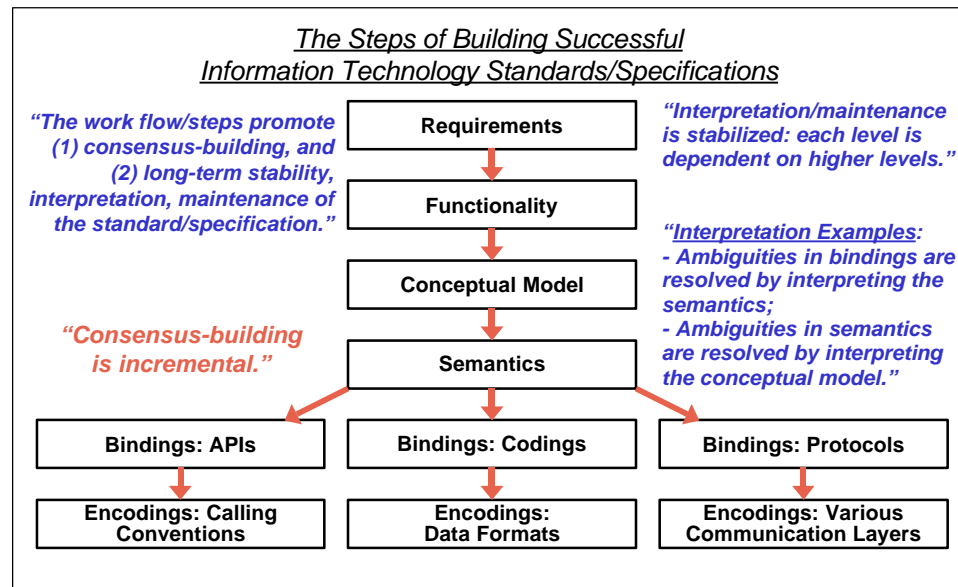 The Steps of Building Successful
Information Technology Standards/Specifications
“The work flow/steps promote
(1) consensus-building, and
(2) long-term stability,
interpretation, maintenance of
the standard/specification.”
Requirements
“Interpretation/maintenance
is stabilized: each level is
dependent on higher levels.”
Functionality
“Interpretation Examples:
- Ambiguities in bindings are
resolved by interpreting the
semantics;
- Ambiguities in semantics
are resolved by interpreting
the conceptual model.”
Conceptual Model
“Consensus-building
is incremental.”
Semantics
Bindings: APIs
Bindings: Codings
Bindings: Protocols
Encodings: Calling
Conventions
Encodings:
Data Formats
Encodings: Various
Communication Layers